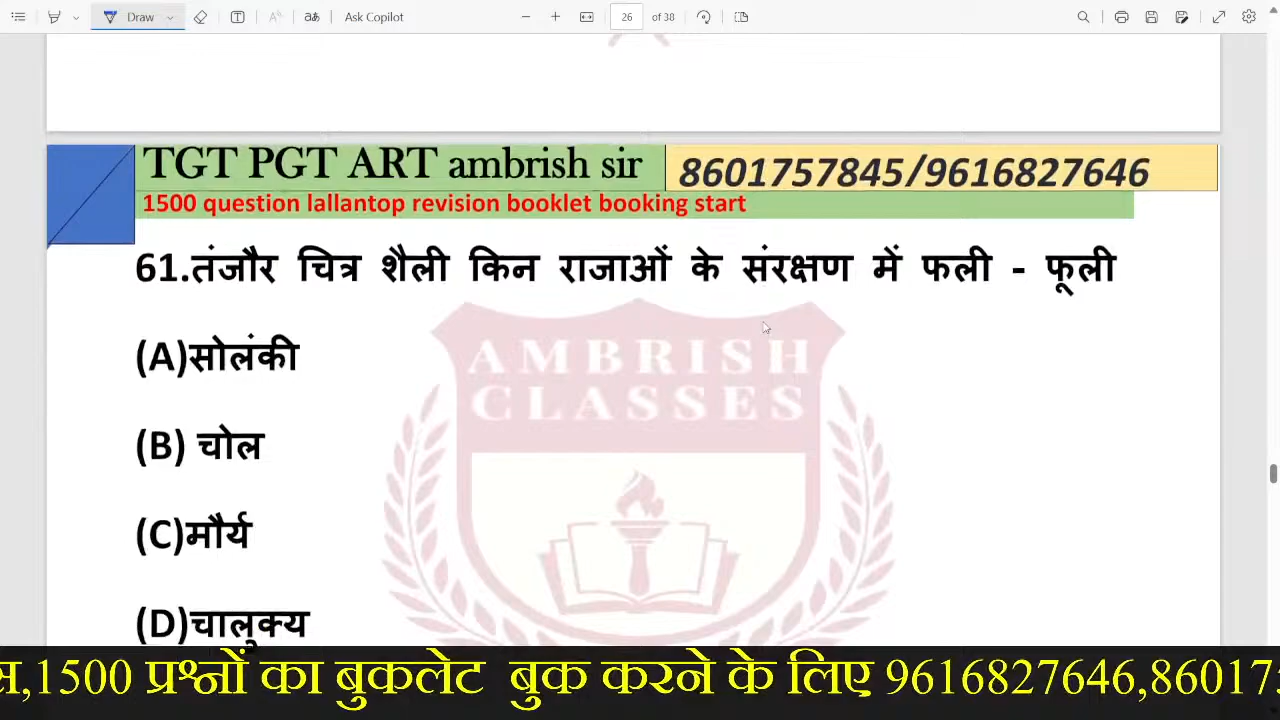 Draw
Ask Copilot
26 of 38
TGT PGT ART ambrish sir
8601757845/9616827646
1500 question lallantop revision booklet booking start
61.तंजौर चित्र शैली किन राजाओं के संरक्षण में फली - फूली
AMBRISH
CLASSES
(A)सोलंकी
(B) चोल
(C)मौर्य
(D)चालुक्य
1500 प्रश्नों का बुकलेट बुक करने के लिए 9616827646,86017